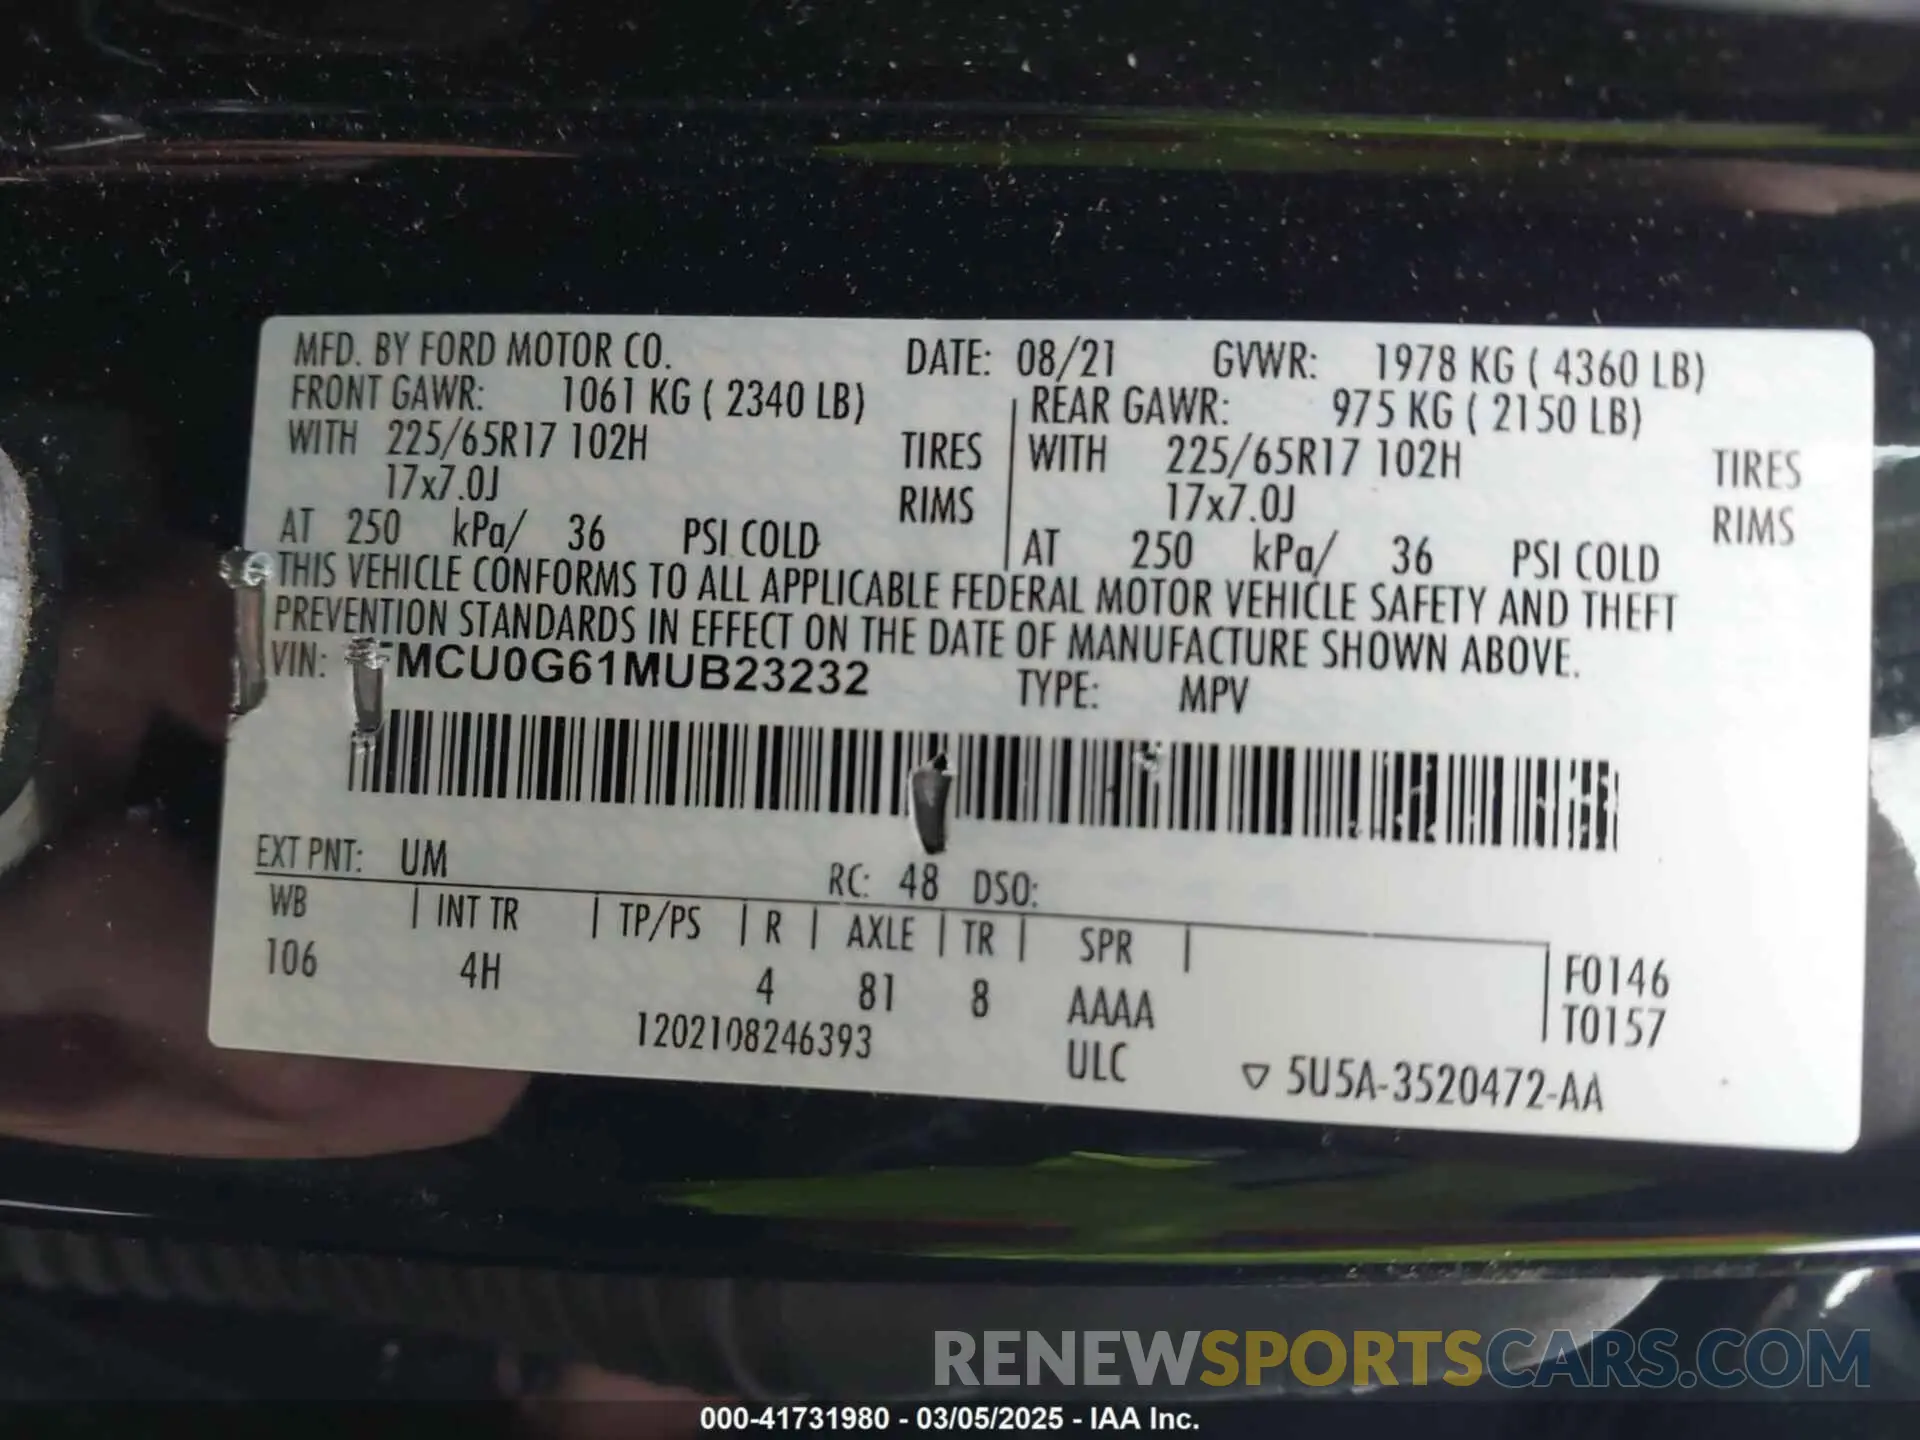 MFD. BY FORD MOTOR CO. DATE: 08/21 GVWR: 1978 KG ( 4360 LB)
FRONT GAWR: 1061 KG ( 2340 LB) REAR GAWR: 975 KG ( 2150 LB)
WITH 225/65R17 102H TIRES WITH 225/65R17 102H TIRES
17x7.0J RIMS 17x7.0J RIMS
AT 250 kPa/ 36 PSI COLD AT 250 kPa/ 36 PSI COLD
THIS VEHICLE CONFORMS TO ALL APPLICABLE FEDERAL MOTOR VEHICLE SAFETY AND THEFT
PREVENTION STANDARDS IN EFFECT ON THE DATE OF MANUFACTURE SHOWN ABOVE.
VIN: FMCU0G61MUB23232 TYPE: MPV
EXT PNT: UM RC: 48 DSO:
WB INT TR TP/PS R AXLE TR SPR
106 4H 4 81 8 AAAA
F0146
T0157
1202108246393 ULC ▽ 5U5A-3520472-AA
RENEWSPORTSCARS.COM
000-41731980 - 03/05/2025 - IAA Inc.